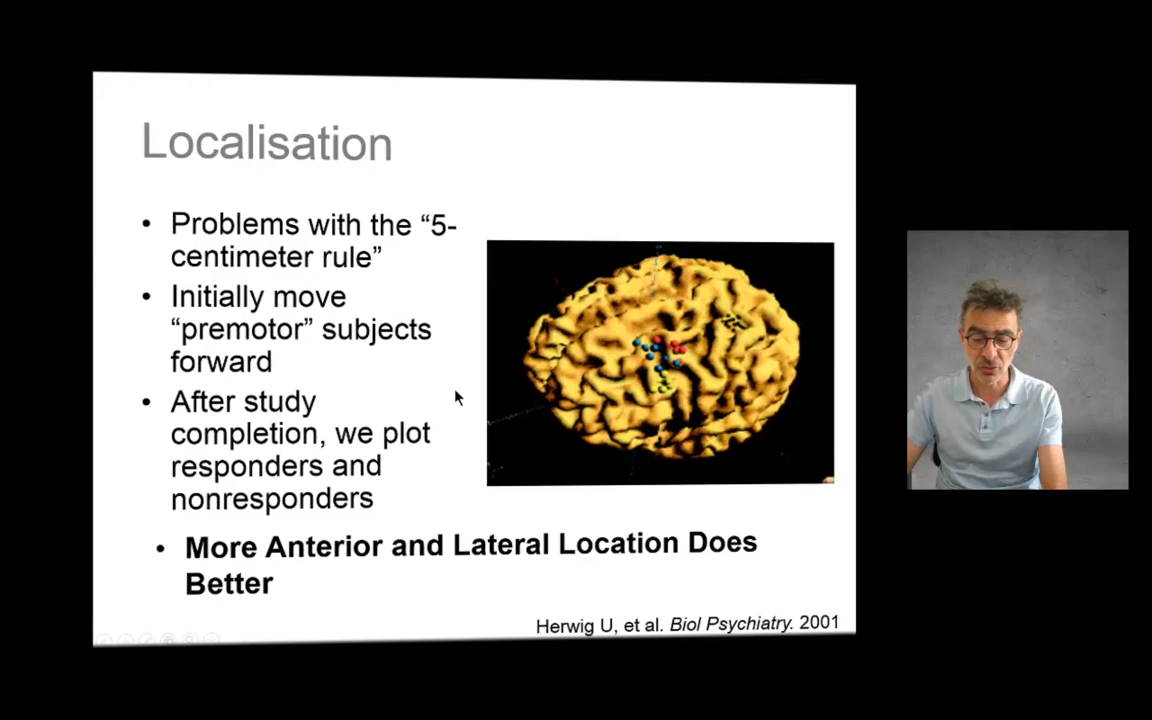 Localisation
• Problems with the “5-
centimeter rule”
• Initially move
“premotor” subjects
forward
• After study
completion, we plot
responders and
nonresponders
• More Anterior and Lateral Location Does
Better
Herwig U, et al. Biol Psychiatry. 2001